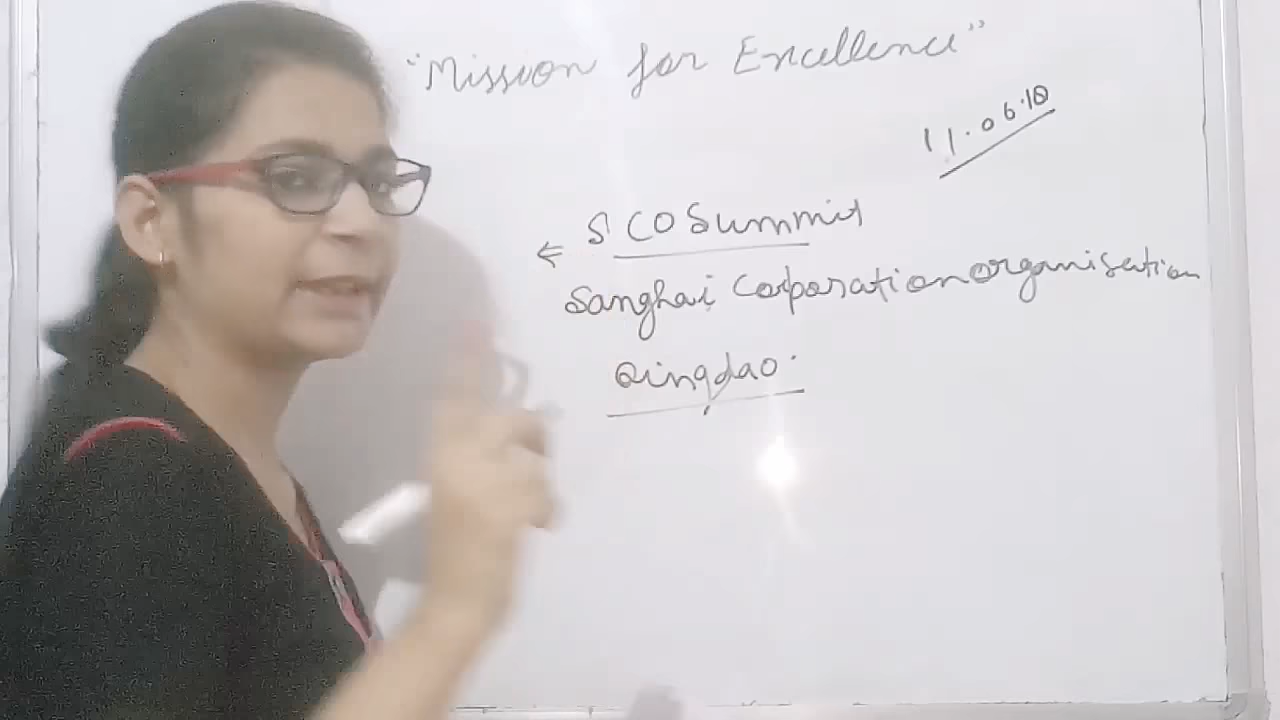 "Mission for Excellence"
11.06.18
← SCO Summit
Sanghai Corporation organisation
Qingdao.